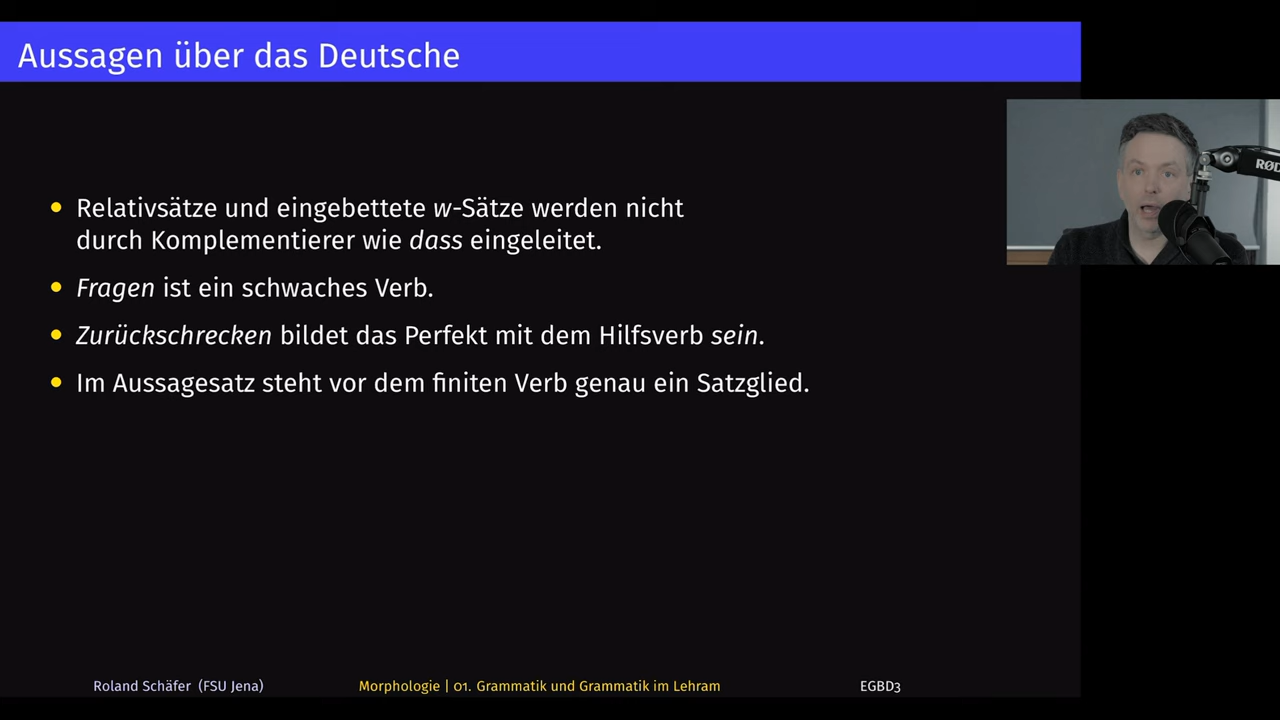 Aussagen über das Deutsche
Relativsätze und eingebettete w-Sätze werden nicht
durch Komplementierer wie dass eingeleitet.
Fragen ist ein schwaches Verb.
Zurückschrecken bildet das Perfekt mit dem Hilfsverb sein.
Im Aussagesatz steht vor dem finiten Verb genau ein Satzglied.
Roland Schäfer (FSU Jena)
Morphologie | 01. Grammatik und Grammatik im Lehram
EGBD3